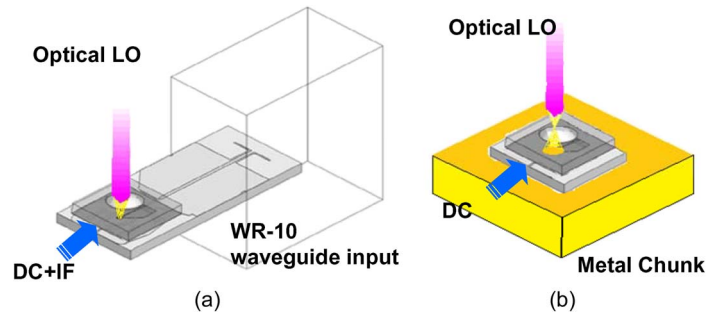 Optical LO
DC+IF
WR-10
waveguide input
(a)
Optical LO
DC
Metal Chunk
(b)